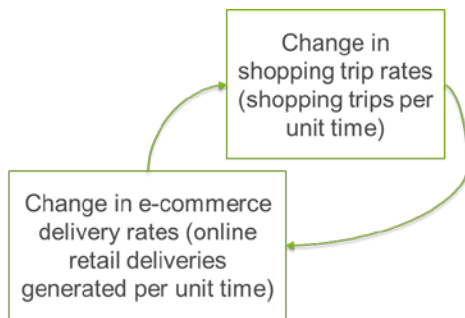 Change in
shopping trip rates
(shopping trips per
unit time)
Change in e-commerce
delivery rates (online
retail deliveries
generated per unit time)